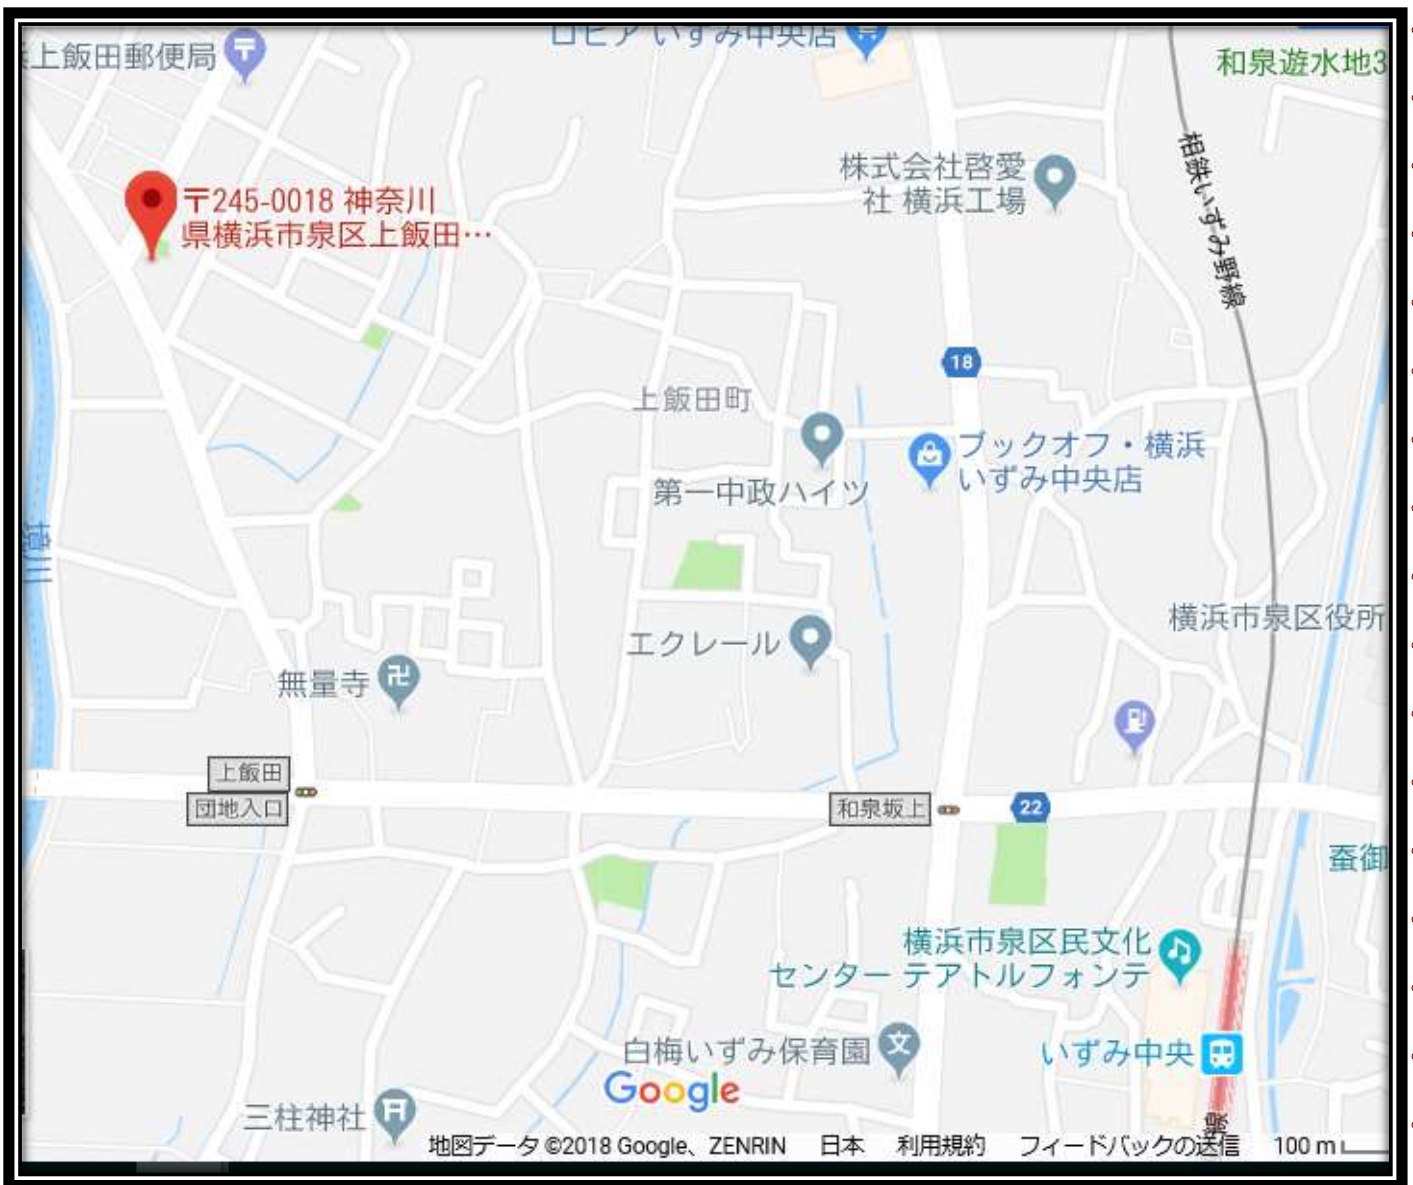 ロピア いずみ中央店
上飯田郵便局
和泉遊水地3
相鉄いずみ野線
株式会社啓愛
社 横浜工場
〒245-0018 神奈川
県横浜市泉区上飯田…
18
上飯田町
ブックオフ・横浜
いずみ中央店
第一中政ハイツ
境川
横浜市泉区役所
エクレール
無量寺
上飯田
団地入口
和泉坂上
22
蚕御
横浜市泉区民文化
センター テアトルフォンテ
白梅いずみ保育園
文
いずみ中央
Google
三柱神社
線
地図データ ©2018 Google、ZENRIN 日本 利用規約 フィードバックの送信 100 m